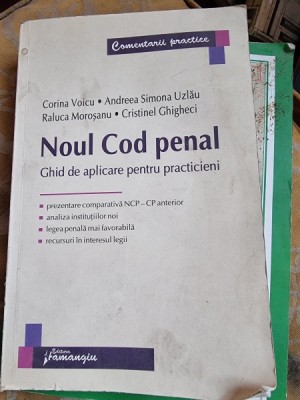 Comentarii practice
Corina Voicu • Andreea Simona Uzlău
Raluca Moroșanu • Cristinel Ghigheci
Noul Cod penal
Ghid de aplicare pentru practicieni
prezentare comparativă NCP – CP anterior
analiza instituțiilor noi
legea penală mai favorabilă
recursuri în interesul legii
Editura
hamangiu